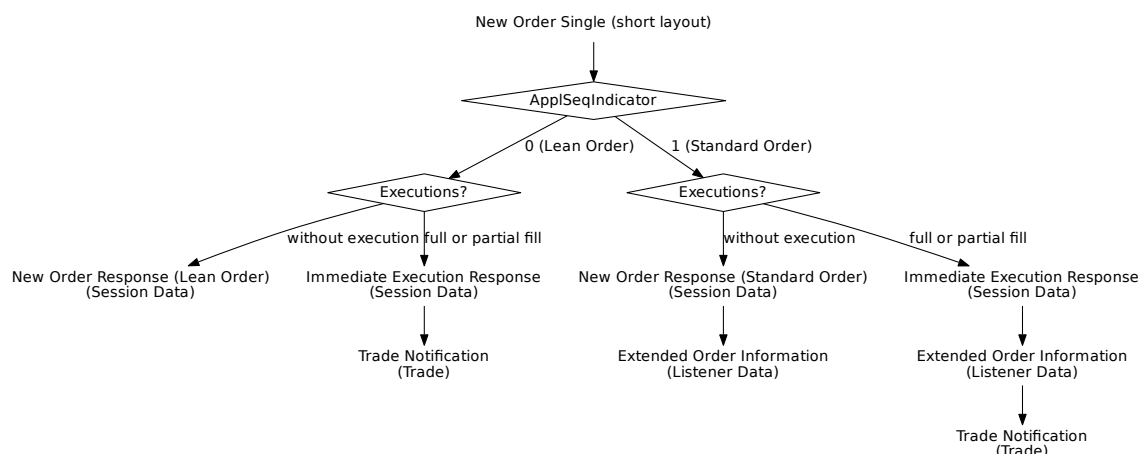 New Order Single (short layout)
ApplSeqIndicator
0 (Lean Order)
1 (Standard Order)
Executions?
Executions?
without execution
full or partial fill
without execution
full or partial fill
New Order Response (Lean Order)
(Session Data)
Immediate Execution Response
(Session Data)
New Order Response (Standard Order)
(Session Data)
Immediate Execution Response
(Session Data)
Trade Notification
(Trade)
Extended Order Information
(Listener Data)
Extended Order Information
(Listener Data)
Trade Notification
(Trade)